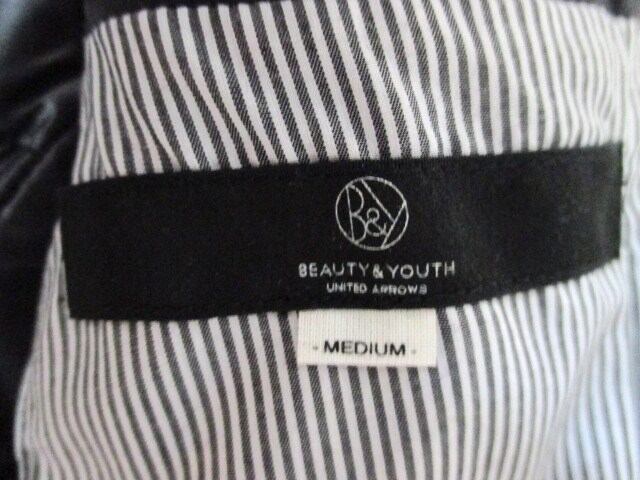 B&Y
BEAUTY & YOUTH
UNITED ARROWS
- MEDIUM -